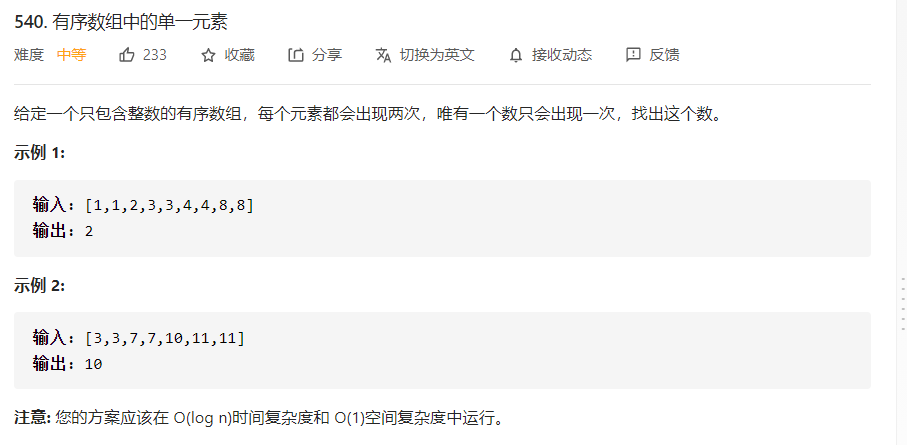 540. 有序数组中的单一元素
难度 中等 233 收藏 分享 切换为英文 接收动态 反馈
给定一个只包含整数的有序数组，每个元素都会出现两次，唯有一个数只会出现一次，找出这个数。
示例 1:
输入: [1,1,2,3,3,4,4,8,8]
输出: 2
示例 2:
输入: [3,3,7,7,10,11,11]
输出: 10
注意: 您的方案应该在 O(log n)时间复杂度和 O(1)空间复杂度中运行。